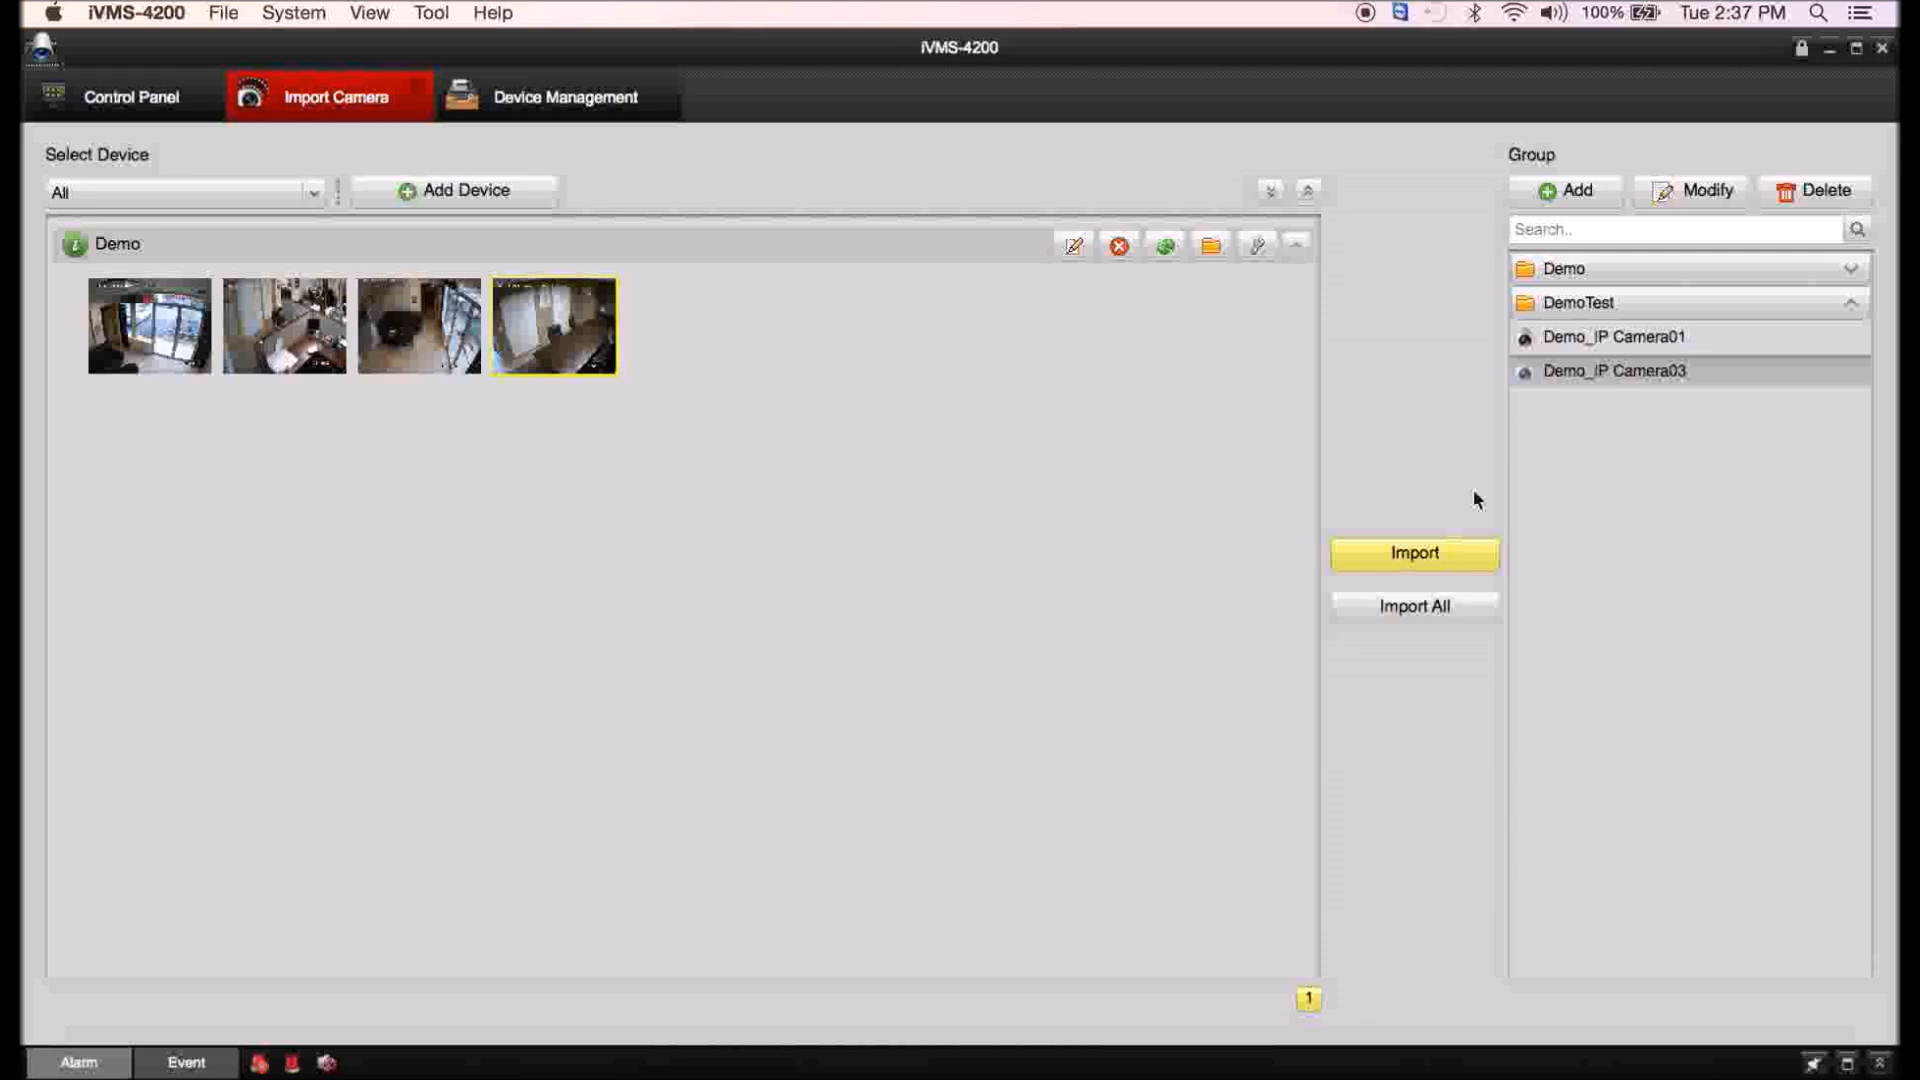 iVMS-4200 File System View Tool Help 100% Tue 2:37 PM
iVMS-4200
Control Panel Import Camera Device Management
Select Device
Group
All Add Device
Add Modify Delete
Search..
Demo
Demo
DemoTest
Demo_IP Camera01
Demo_IP Camera03
Import
Import All
1
Alarm Event